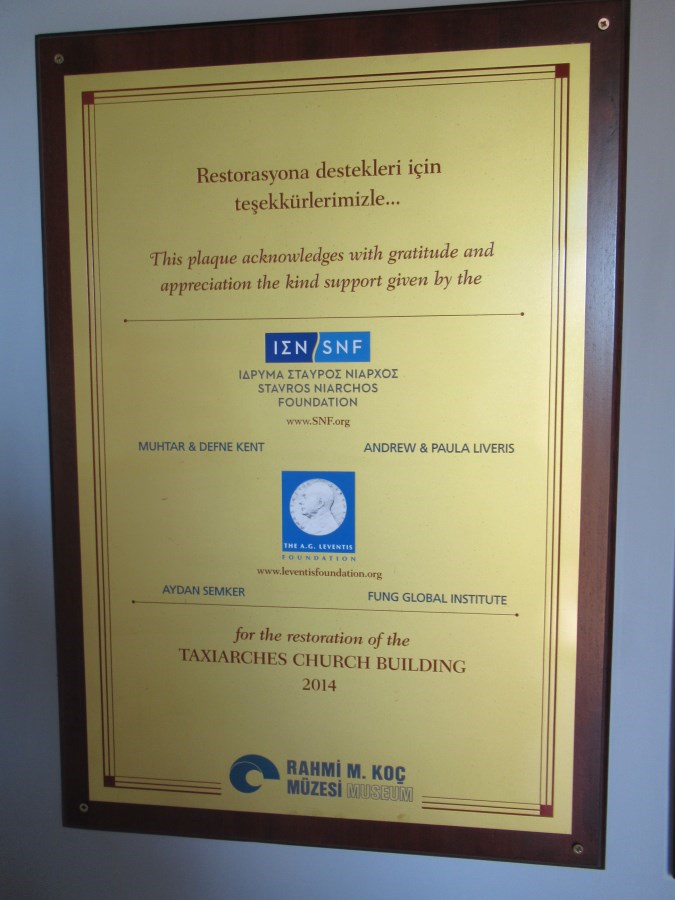 Restorasyona destekleri için
teşekkürlerimizle...
This plaque acknowledges with gratitude and
appreciation the kind support given by the
ΙΣΝ SNF
ΙΔΡΥΜΑ ΣΤΑΥΡΟΣ ΝΙΑΡΧΟΣ
STAVROS NIARCHOS
FOUNDATION
www.SNF.org
MUHTAR & DEFNE KENT
ANDREW & PAULA LIVERIS
THE A.G. LEVENTIS
FOUNDATION
www.leventisfoundation.org
AYDAN SEMKER
FUNG GLOBAL INSTITUTE
for the restoration of the
TAXIARCHES CHURCH BUILDING
2014
RAHMİ M. KOÇ
MÜZESİ MUSEUM